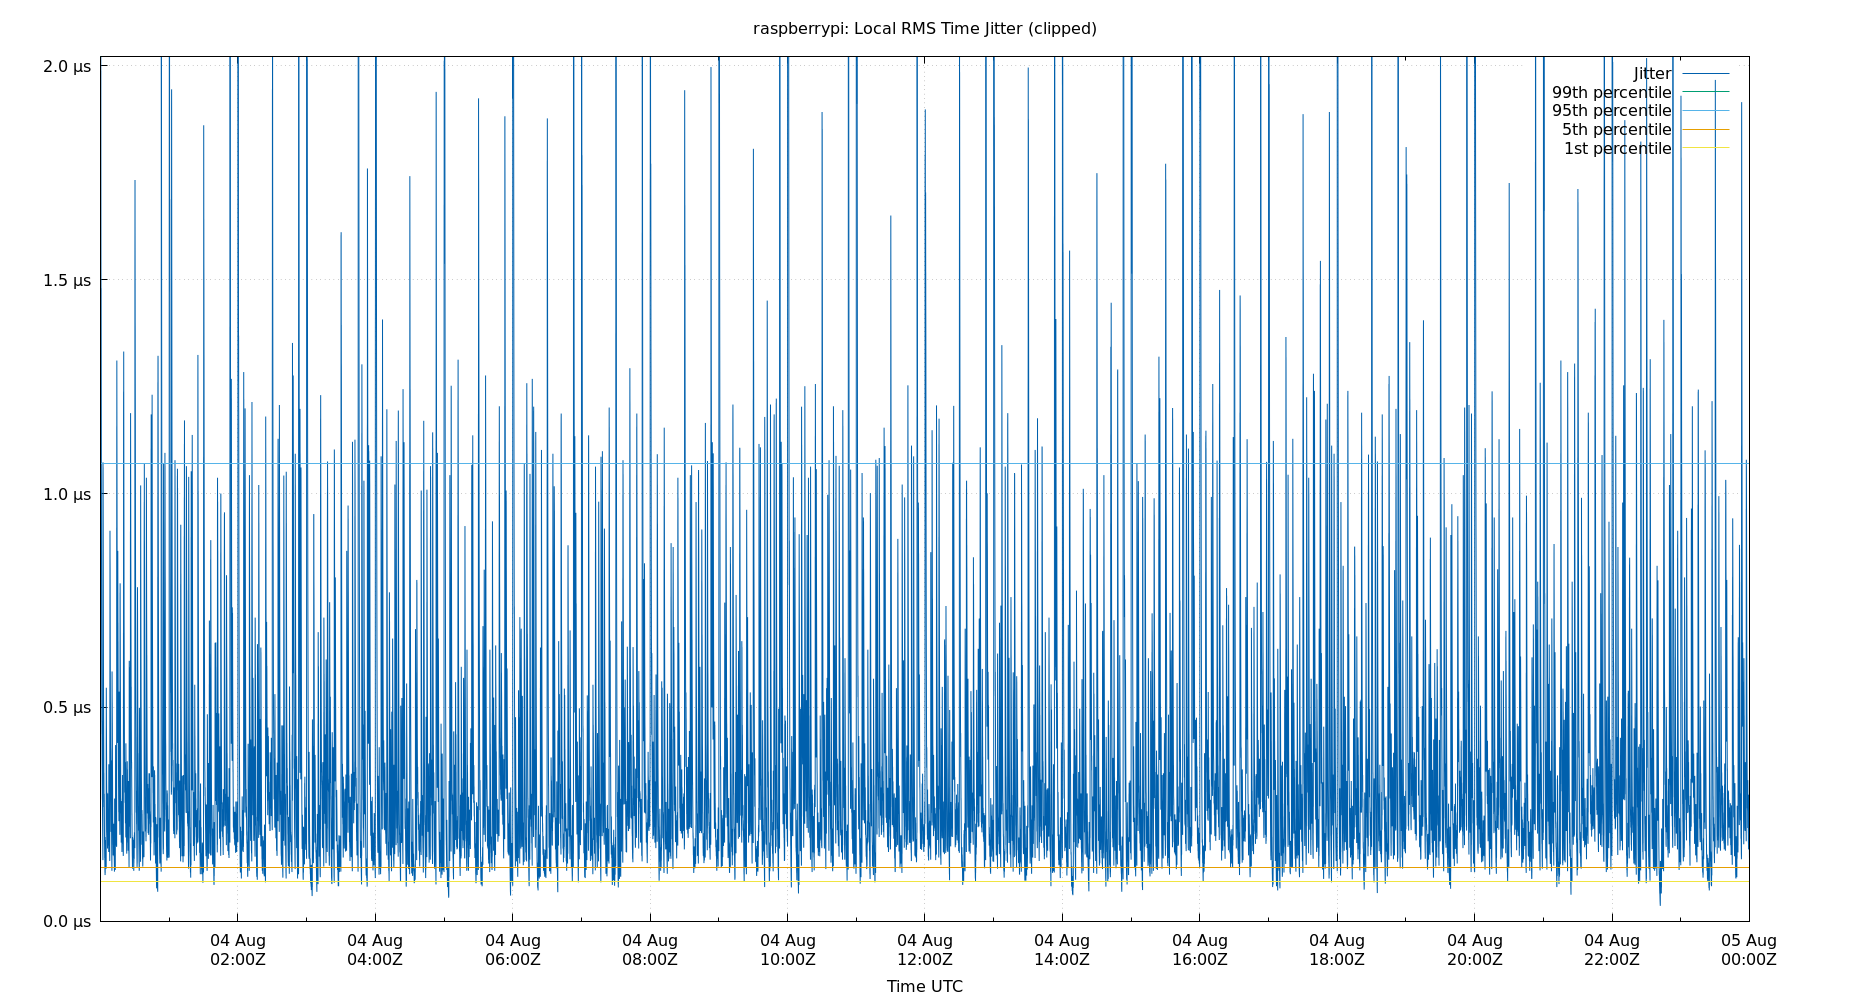 raspberrypi: Local RMS Time Jitter (clipped)
2.0 µs
1.5 µs
1.0 µs
0.5 µs
0.0 µs
Jitter
99th percentile
95th percentile
5th percentile
1st percentile
04 Aug 04 Aug 04 Aug 04 Aug 04 Aug 04 Aug 04 Aug 04 Aug 04 Aug 04 Aug 04 Aug 05 Aug
02:00Z 04:00Z 06:00Z 08:00Z 10:00Z 12:00Z 14:00Z 16:00Z 18:00Z 20:00Z 22:00Z 00:00Z
Time UTC